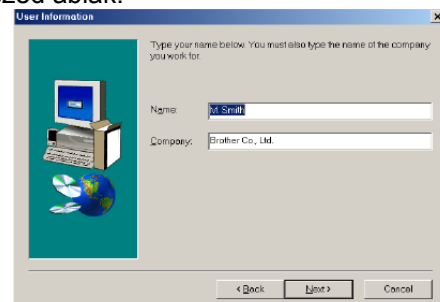 User Information
Type your name below. You must also type the name of the company
you work for.
Name:
M. Smith
Company:
Brother Co., Ltd.
< Back
Next >
Cancel